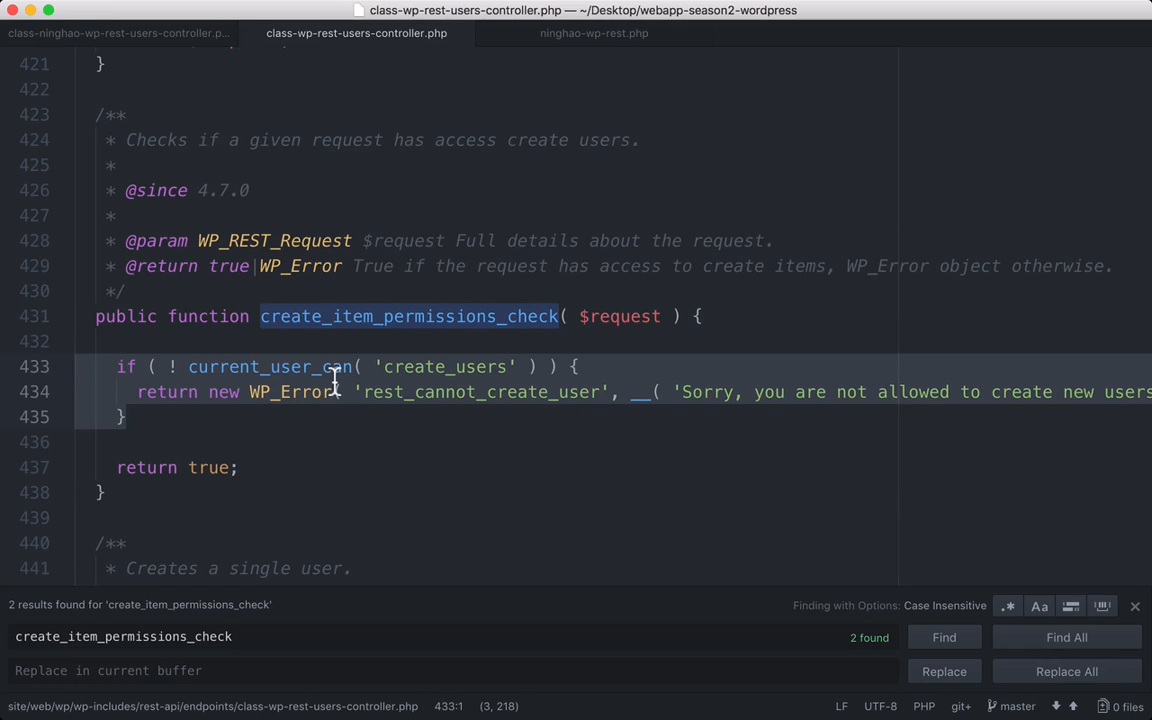 class-wp-rest-users-controller.php — ~/Desktop/webapp-season2-wordpress
class-ninghao-wp-rest-users-controller.p... class-wp-rest-users-controller.php ninghao-wp-rest.php
421 }
422
423 /**
424 * Checks if a given request has access create users.
425 *
426 * @since 4.7.0
427 *
428 * @param WP_REST_Request $request Full details about the request.
429 * @return true|WP_Error True if the request has access to create items, WP_Error object otherwise.
430 */
431 public function create_item_permissions_check( $request ) {
432
433 if ( ! current_user_can( 'create_users' ) ) {
434 return new WP_Error( 'rest_cannot_create_user', __( 'Sorry, you are not allowed to create new users
435 }
436
437 return true;
438 }
439
440 /**
441 * Creates a single user.
2 results found for 'create_item_permissions_check' Finding with Options: Case Insensitive .* Aa
create_item_permissions_check 2 found Find Find All
Replace in current buffer Replace Replace All
site/web/wp/wp-includes/rest-api/endpoints/class-wp-rest-users-controller.php 433:1 (3, 218) LF UTF-8 PHP git+ master 0 files